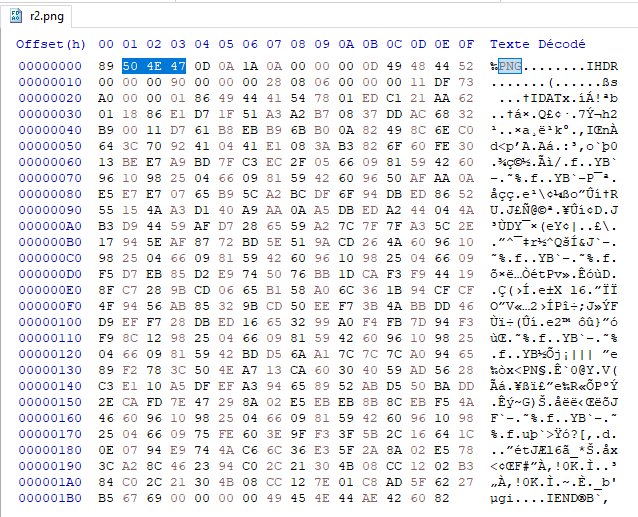 r2.png
Offset(h) 00 01 02 03 04 05 06 07 08 09 0A 0B 0C 0D 0E 0F Texte Décodé
00000000 89 50 4E 47 0D 0A 1A 0A 00 00 00 0D 49 48 44 52 ‰PNG........IHDR
00000010 00 00 00 90 00 00 00 28 08 06 00 00 00 11 DF 73 .......(......ßs
00000020 A0 00 00 01 86 49 44 41 54 78 01 ED C1 21 AA 62  ...†IDATx.íÁ!ªb
00000030 01 18 86 E1 D7 1F 51 A3 A2 B7 08 37 DD AC 68 32 ..†á×.Q£¢·.7Ý¬h2
00000040 B9 00 11 D7 61 B8 EB B9 6B B0 0A 82 49 8C 6E C0 ¹..×a¸ë¹k°.‚IŒnÀ
00000050 64 3C 70 92 41 04 41 E1 08 3A B3 82 6F 60 FE 30 d<p’A.Aá.:³‚o`þ0
00000060 13 BE E7 A9 BD 7F C3 EC 2F 05 66 09 81 59 42 60 .¾ç©½.Ãì/.f..YB`
00000070 96 10 98 25 04 66 09 81 59 42 60 96 50 AF AA 0A –.˜%.f..YB`–P¯ª.
00000080 E5 E7 E7 07 65 B9 5C A2 BC DF 6F 94 DB ED 86 52 åçç.e¹\¢¼ßo”Ûí†R
00000090 55 15 4A A3 D1 40 A9 AA 0A A5 DB ED A2 44 04 4A U.J£Ñ@©ª.¥Ûí¢D.J
000000A0 B3 D9 44 59 AF D7 28 65 59 A2 7C 7F 7F A3 5C 2E ³ÙDY¯×(eY¢|..£\.
000000B0 17 94 5E AF 87 72 BD 5E 51 9A CD 26 4A 60 96 10 .”^¯‡r½^QšÍ&J`–.
000000C0 98 25 04 66 09 81 59 42 60 96 10 98 25 04 66 09 ˜%.f..YB`–.˜%.f.
000000D0 F5 D7 EB 85 D2 E9 74 50 76 BB 1D CA F3 F9 44 19 õ×ë…ÒétPv».ÊóùD.
000000E0 8F C7 28 9B CD 06 65 B1 58 A0 6C 36 1B 94 CF CF .Ç(›Í.e±X l6.”ÏÏ
000000F0 4F 94 56 AB 85 32 9B CD 50 EE F7 3B 4A BB DD 46 O”V«…2›ÍPî÷;J»ÝF
00000100 D9 EF F7 28 DB ED 16 65 32 99 A0 F4 FB 7D 94 F3 Ùï÷(Ûí.e2™ ôû}”ó
00000110 F9 8C 12 98 25 04 66 09 81 59 42 60 96 10 98 25 ùŒ.˜%.f..YB`–.˜%
00000120 04 66 09 81 59 42 BD D5 6A A1 7C 7C 7C A0 94 65 .f..YB½Õj¡||| ”e
00000130 89 F2 78 3C 50 4E A7 13 CA 60 30 40 59 AD 56 28 ‰òx<PN§.Ê`0@Y.V(
00000140 C3 E1 10 A5 DF EF A3 94 65 89 52 AB D5 50 BA DD Ãá.¥ßï£”e‰R«ÕPºÝ
00000150 2E CA FD 7E 47 29 8A 02 E5 EB EB 8B 8C EB F5 4A .Êý~G)Š.åëë‹ŒëõJ
00000160 46 60 96 10 98 25 04 66 09 81 59 42 60 96 10 98 F`–.˜%.f..YB`–.˜
00000170 25 04 66 09 75 FE 60 3E 9F F3 3F 5B 2C 16 64 1C %.f.uþ`>Ÿó?[,.d.
00000180 0E 07 94 E9 74 4A C6 6C 36 E3 5F 2A 8A 02 E5 78 ..”étJÆl6ã_*Š.åx
00000190 3C A2 8C 46 23 94 C0 2C 21 30 4B 08 CC 12 02 B3 <¢ŒF#”À,!0K.Ì..³
000001A0 84 C0 2C 21 30 4B 08 CC 12 7E 01 C8 AD 5F 62 27 „À,!0K.Ì.~.È._b'
000001B0 B5 67 69 00 00 00 00 49 45 4E 44 AE 42 60 82 µgi....IEND®B`‚